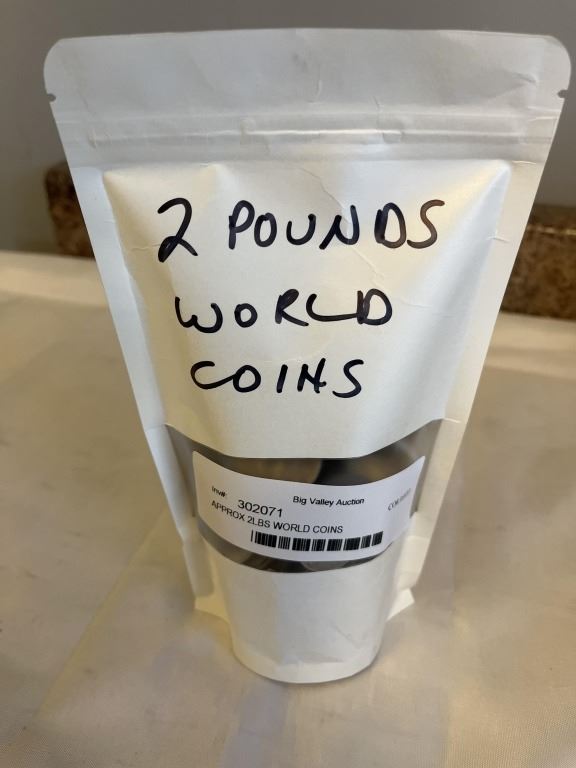 2 POUNDS
WORLD
COINS
Inv#: 302071 Big Valley Auction
APPROX 2LBS WORLD COINS